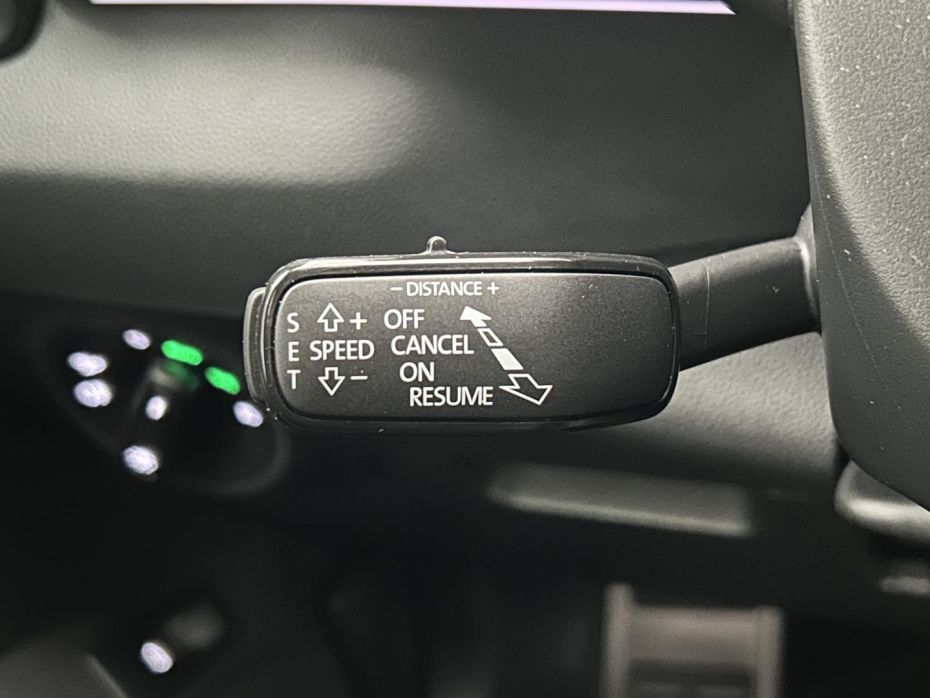 – DISTANCE +
S + OFF
E SPEED CANCEL
T – ON
RESUME